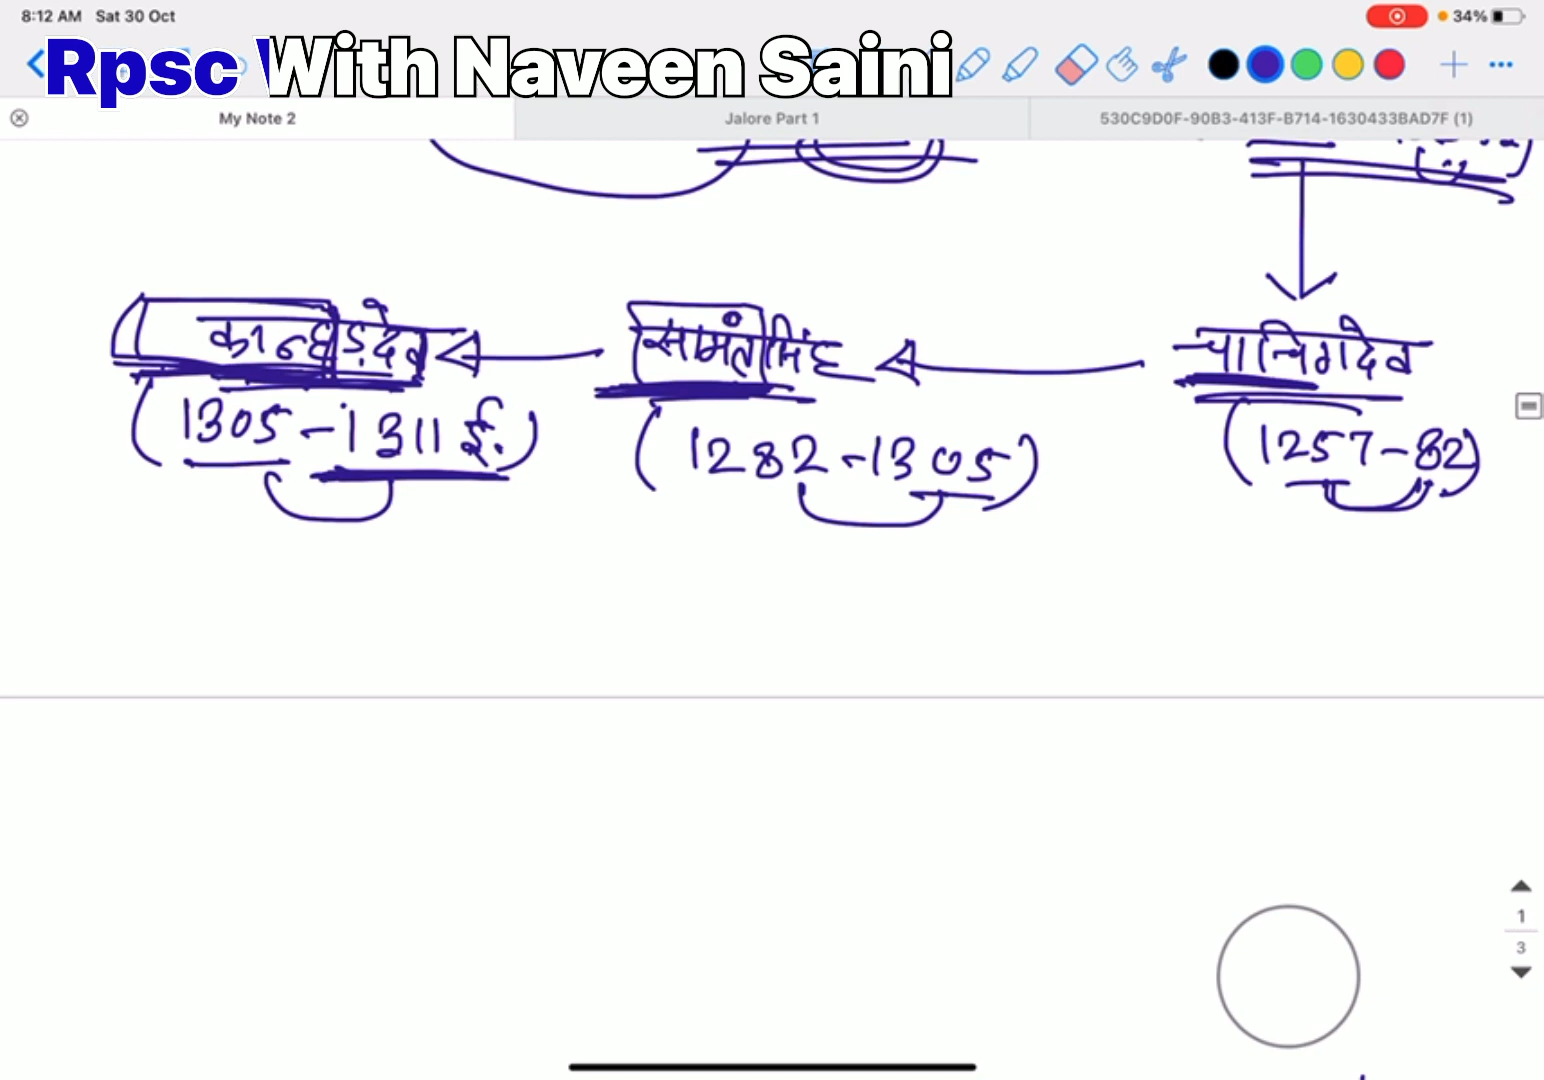 8:12 AM Sat 30 Oct
34%
Rpsc With Naveen Saini
My Note 2
Jalore Part 1
530C9D0F-90B3-413F-B714-1630433BAD7F (1)
कान्हड़देव
सामंतसिंह
चाचिगदेव
(1305-1311 ई.)
(1282-1305)
(1257-82)
1
3